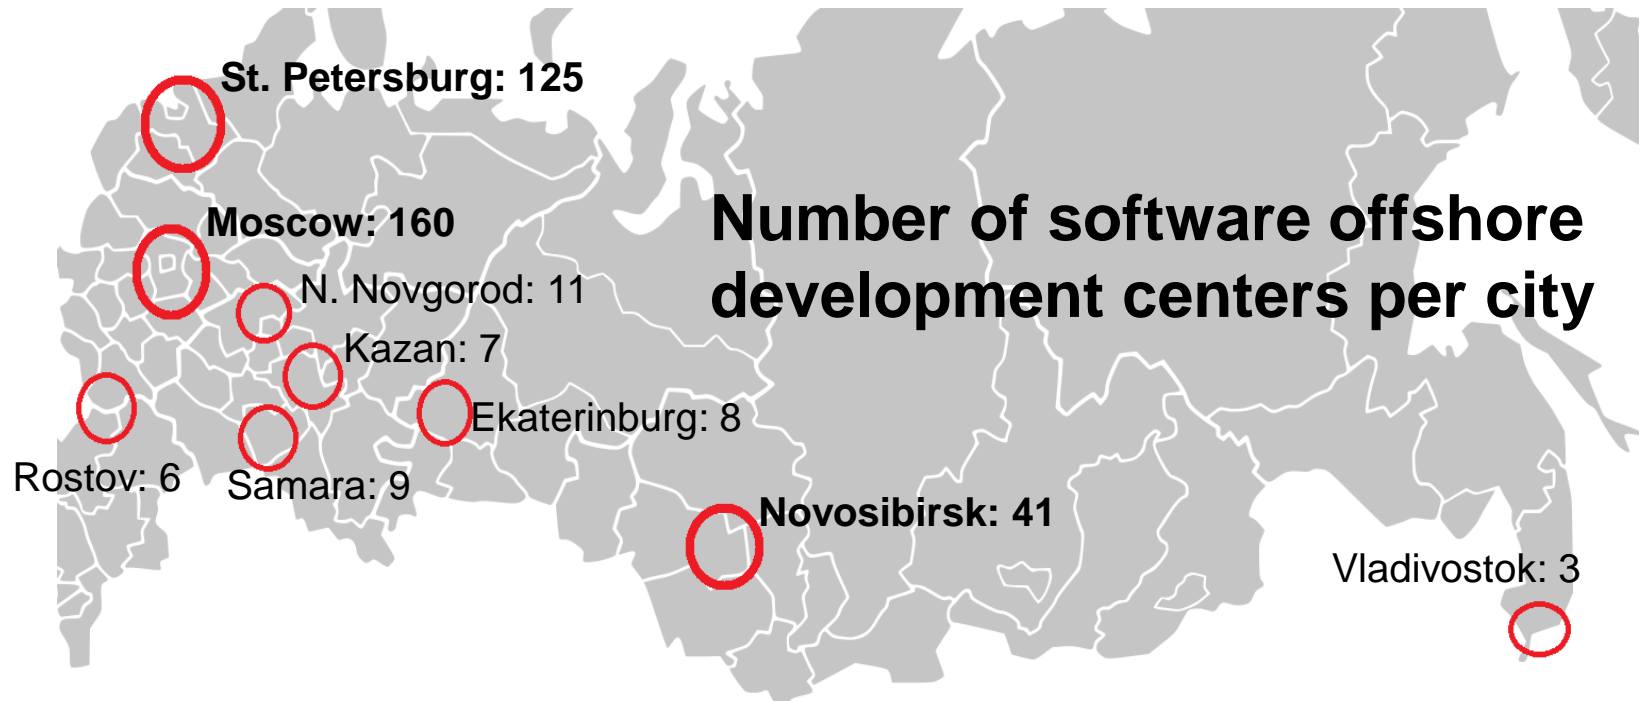 St. Petersburg: 125
Moscow: 160
Number of software offshore
development centers per city
N. Novgorod: 11
Kazan: 7
Ekaterinburg: 8
Rostov: 6
Samara: 9
Novosibirsk: 41
Vladivostok: 3